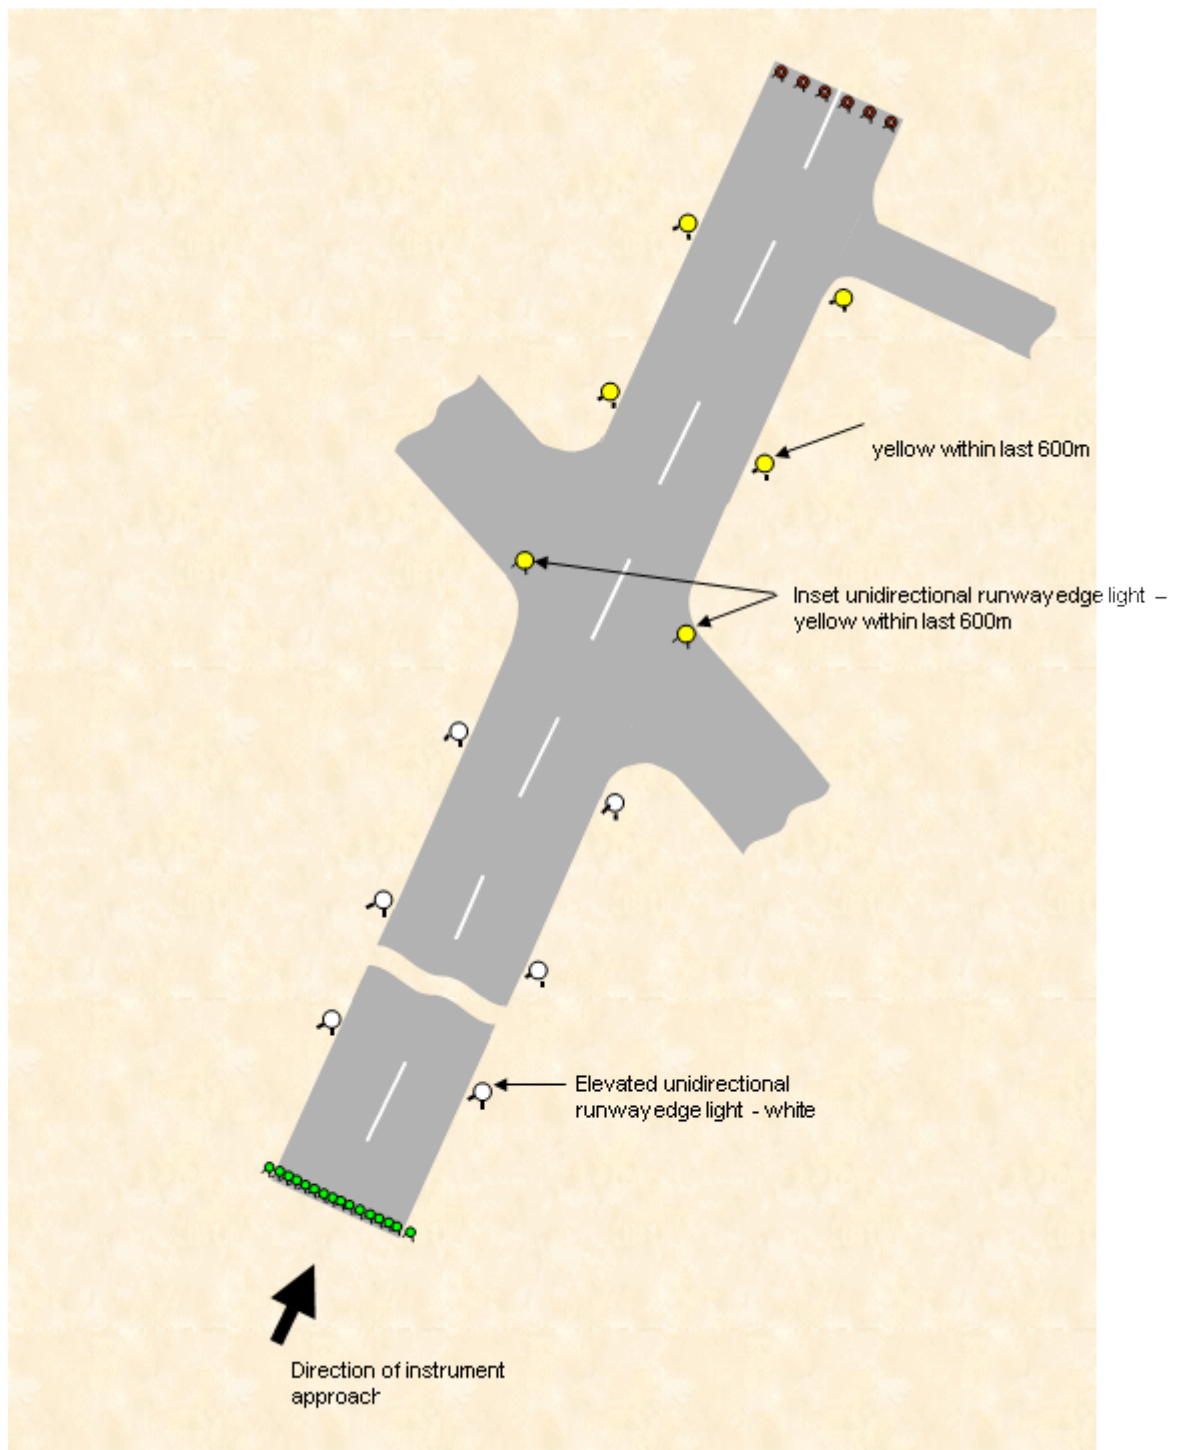 yellow within last 600m
Inset unidirectional runway edge light –
yellow within last 600m
Elevated unidirectional
runway edge light - white
Direction of instrument
approach